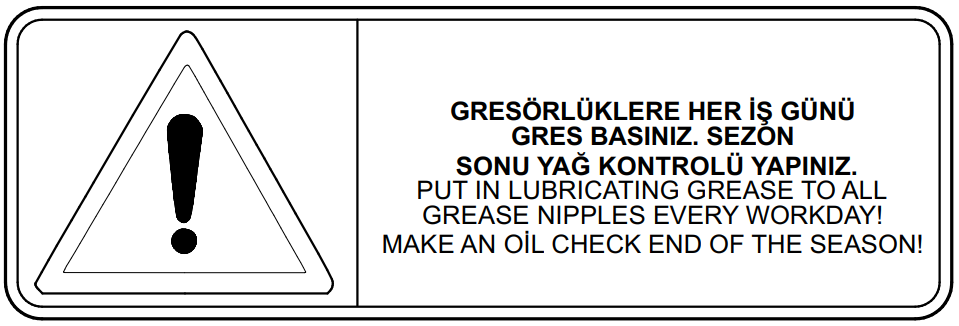 GRESÖRLÜKLERE HER İŞ GÜNÜ
GRES BASINIZ. SEZON
SONU YAĞ KONTROLÜ YAPINIZ.
PUT IN LUBRICATING GREASE TO ALL
GREASE NIPPLES EVERY WORKDAY!
MAKE AN OİL CHECK END OF THE SEASON!